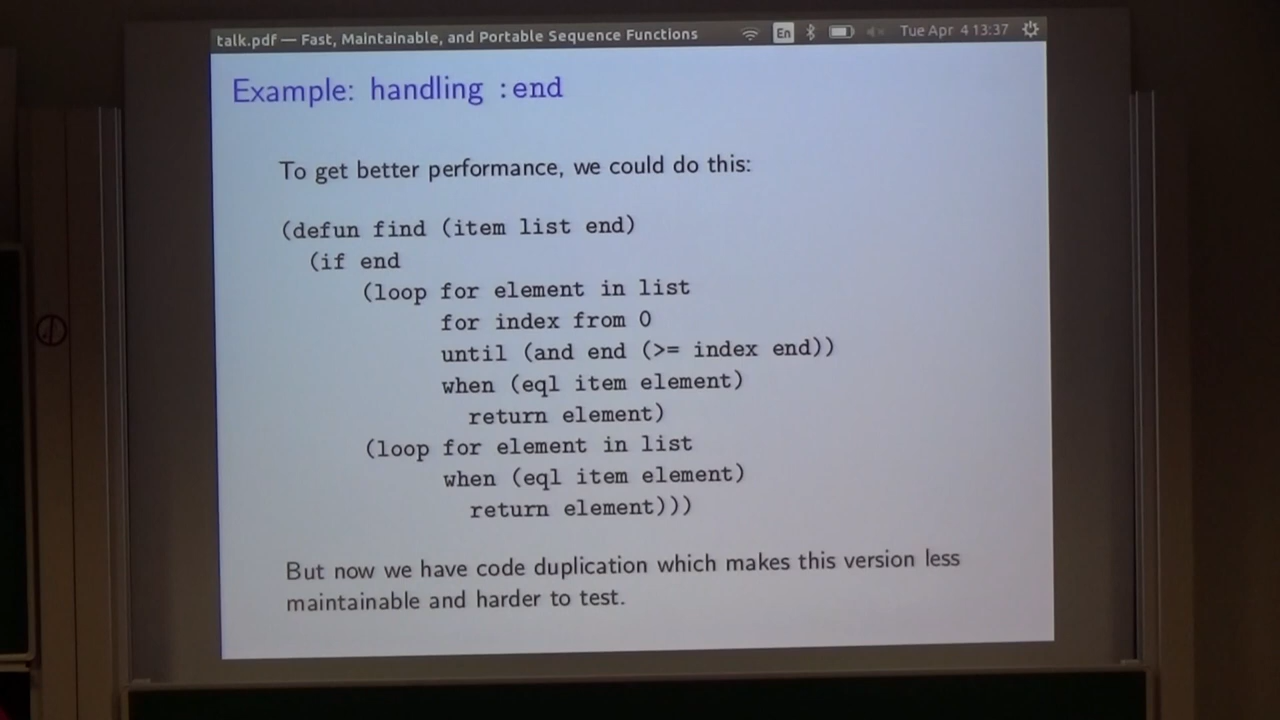 talk.pdf — Fast, Maintainable, and Portable Sequence Functions En Tue Apr 4 13:37
Example: handling :end
To get better performance, we could do this:
(defun find (item list end)
  (if end
      (loop for element in list
            for index from 0
            until (and end (>= index end))
            when (eql item element)
              return element)
      (loop for element in list
            when (eql item element)
              return element)))
But now we have code duplication which makes this version less
maintainable and harder to test.